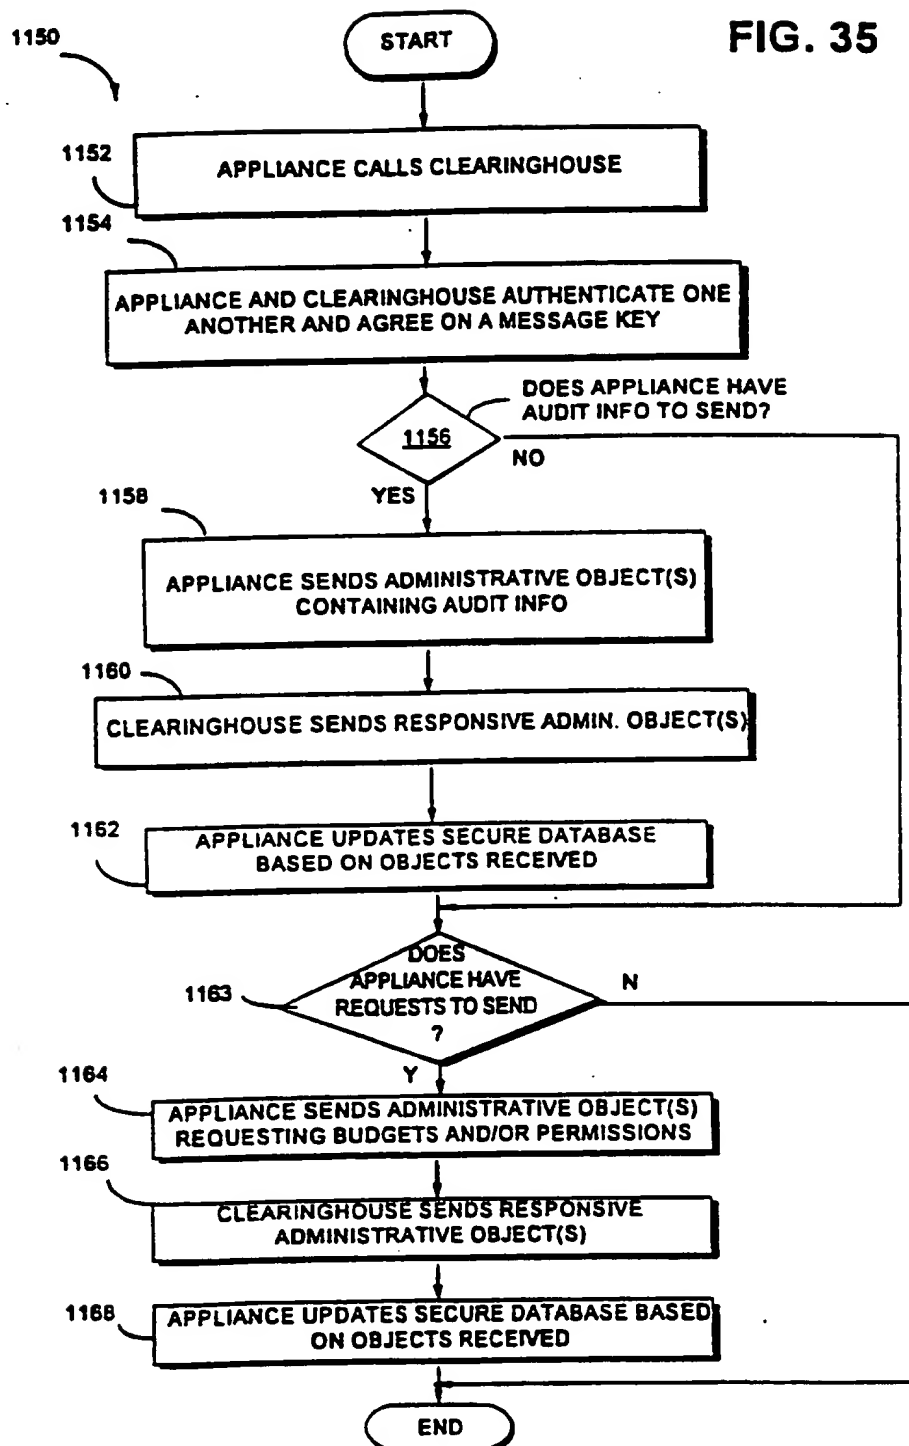 1150
START
FIG. 35
1152
APPLIANCE CALLS CLEARINGHOUSE
1154
APPLIANCE AND CLEARINGHOUSE AUTHENTICATE ONE
ANOTHER AND AGREE ON A MESSAGE KEY
DOES APPLIANCE HAVE
AUDIT INFO TO SEND?
1156
NO
YES
1158
APPLIANCE SENDS ADMINISTRATIVE OBJECT(S)
CONTAINING AUDIT INFO
1160
CLEARINGHOUSE SENDS RESPONSIVE ADMIN. OBJECT(S)
1162
APPLIANCE UPDATES SECURE DATABASE
BASED ON OBJECTS RECEIVED
1163
DOES
APPLIANCE HAVE
REQUESTS TO SEND
?
N
Y
1164
APPLIANCE SENDS ADMINISTRATIVE OBJECT(S)
REQUESTING BUDGETS AND/OR PERMISSIONS
1166
CLEARINGHOUSE SENDS RESPONSIVE
ADMINISTRATIVE OBJECT(S)
1168
APPLIANCE UPDATES SECURE DATABASE BASED
ON OBJECTS RECEIVED
END